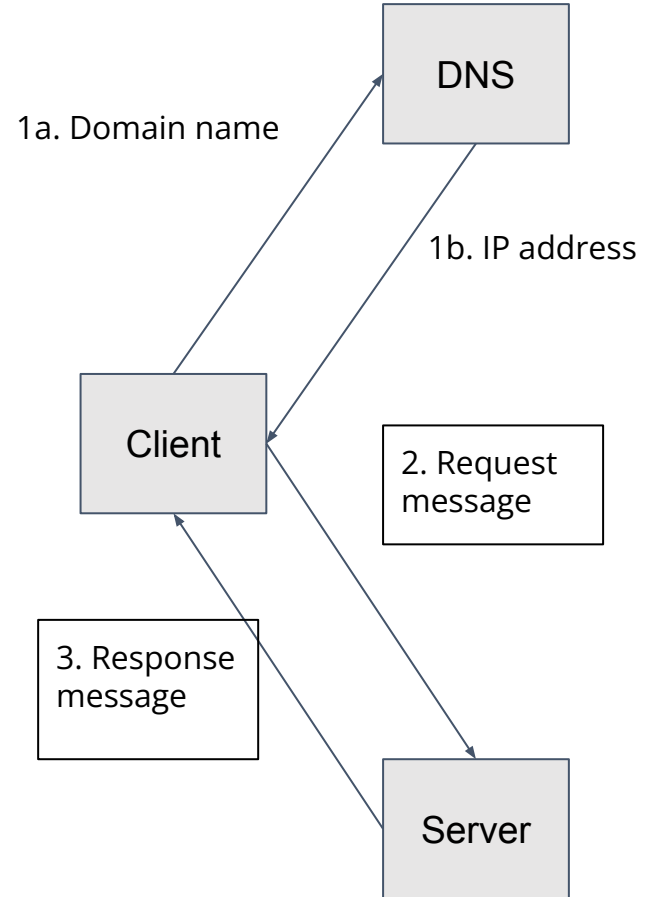 DNS
1a. Domain name
1b. IP address
Client
2. Request
message
3. Response
message
Server